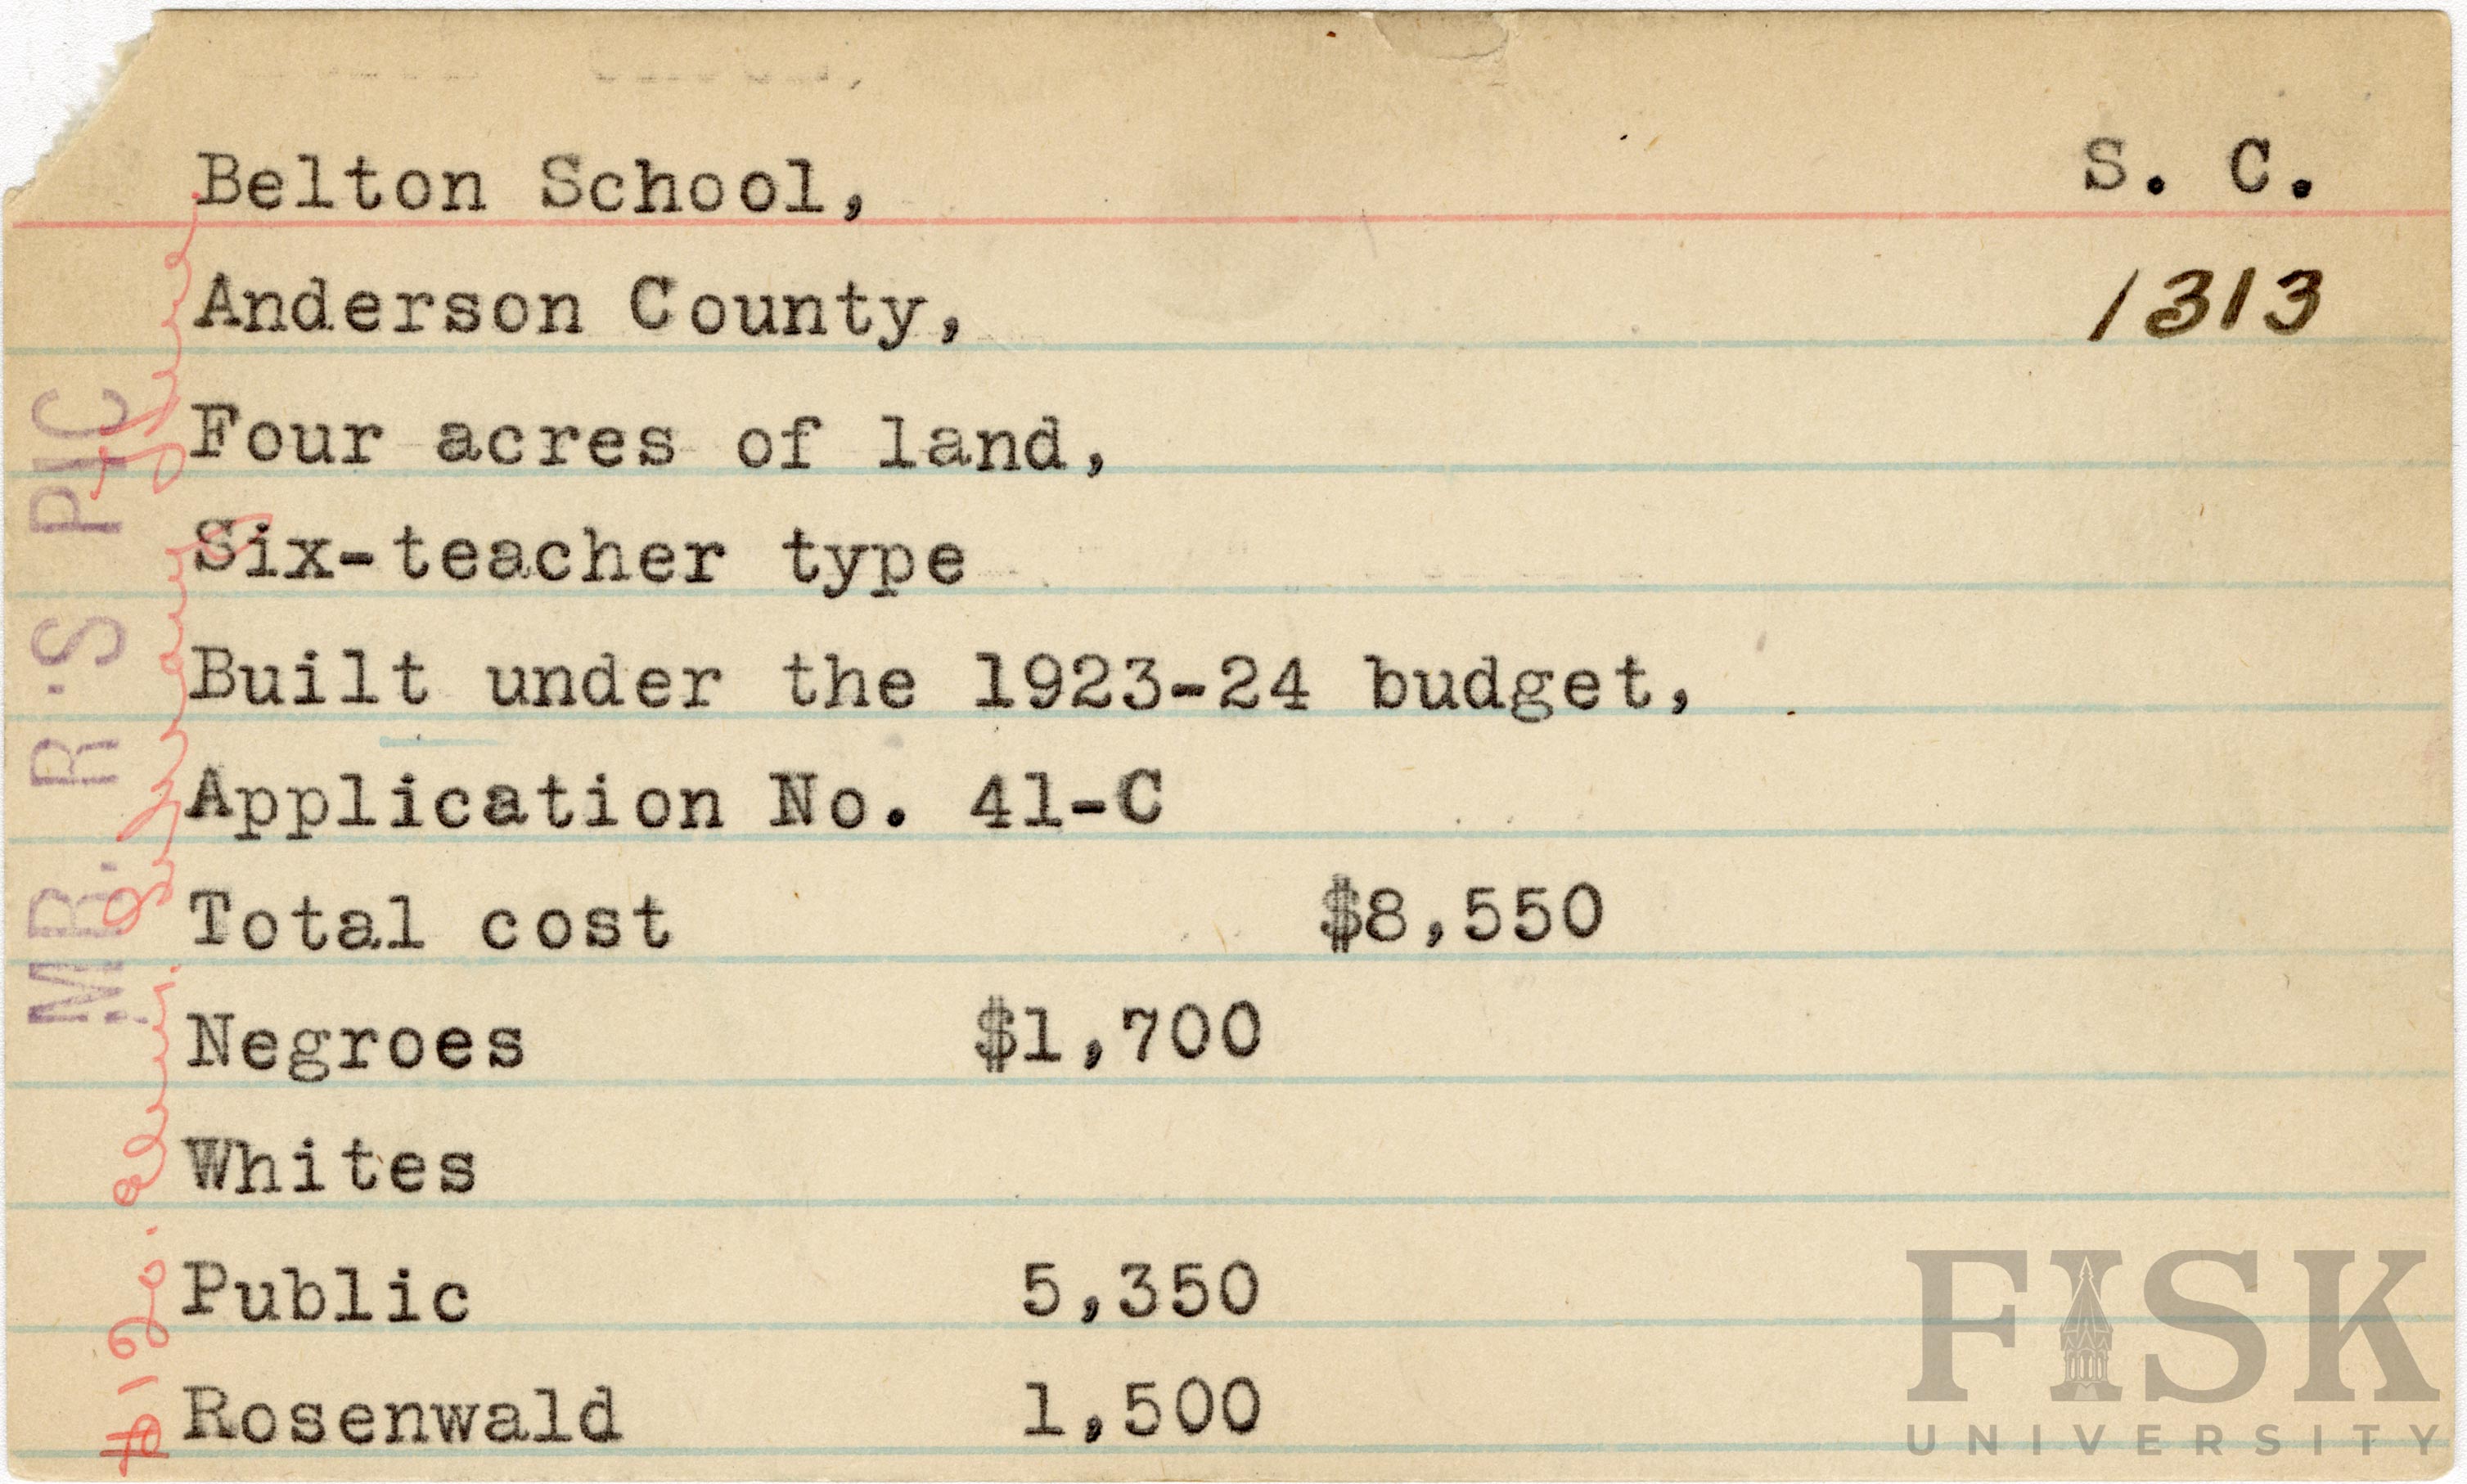 Belton School, S. C.
Anderson County, 1313
Four acres of land,
Six-teacher type
Built under the 1923-24 budget,
Application No. 41-C
Total cost $8,550
Negroes $1,700
Whites
Public 5,350
Rosenwald 1,500
MR. R'S PIC
FISK
UNIVERSITY